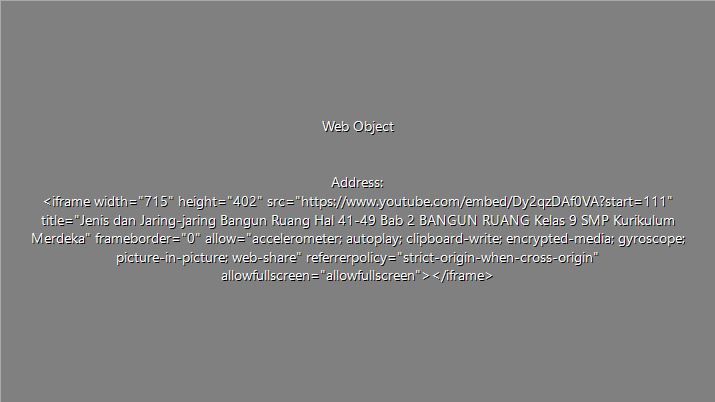 Web Object
Address:
<iframe width="715" height="402" src="https://www.youtube.com/embed/Dy2qzDAf0VA?start=111"
title="Jenis dan Jaring-jaring Bangun Ruang Hal 41-49 Bab 2 BANGUN RUANG Kelas 9 SMP Kurikulum
Merdeka" frameborder="0" allow="accelerometer; autoplay; clipboard-write; encrypted-media; gyroscope;
picture-in-picture; web-share" referrerpolicy="strict-origin-when-cross-origin"
allowfullscreen="allowfullscreen"></iframe>